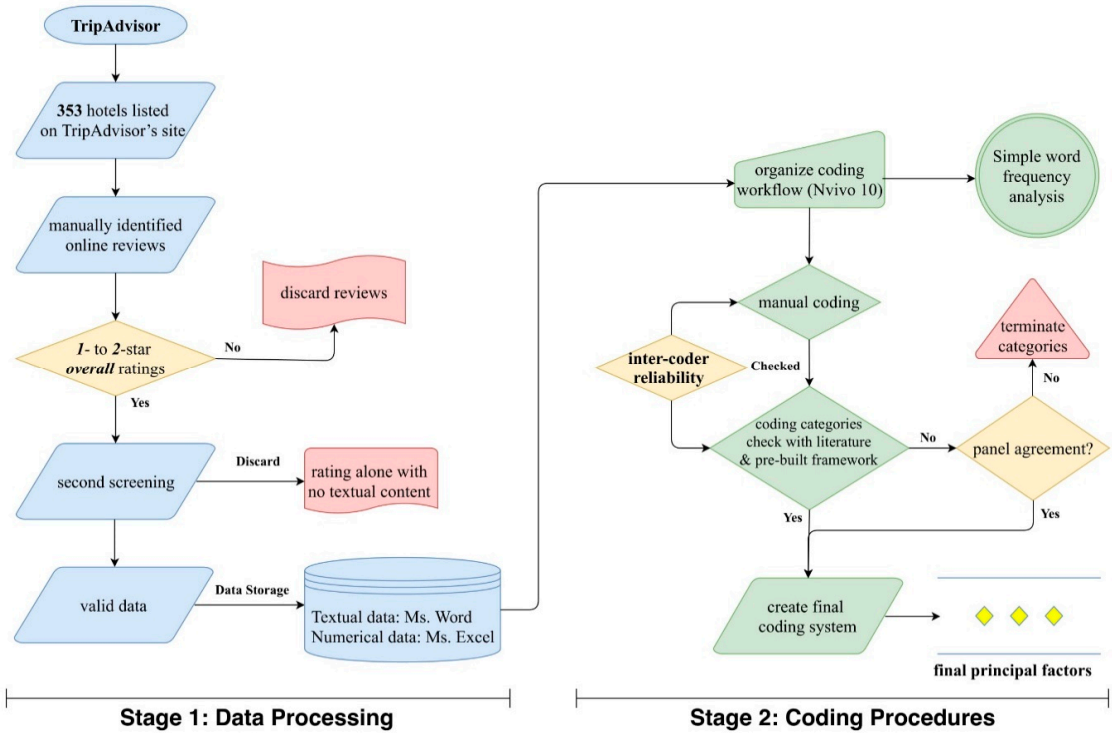 TripAdvisor
353 hotels listed
on TripAdvisor's site
manually identified
online reviews
discard reviews
1- to 2-star
overall ratings
No
Yes
second screening
Discard
rating alone with
no textual content
valid data
Data Storage
Textual data: Ms. Word
Numerical data: Ms. Excel
Stage 1: Data Processing
organize coding
workflow (Nvivo 10)
Simple word
frequency
analysis
manual coding
inter-coder
reliability
Checked
terminate
categories
No
coding categories
check with literature
& pre-built framework
No
panel agreement?
Yes
Yes
create final
coding system
final principal factors
Stage 2: Coding Procedures